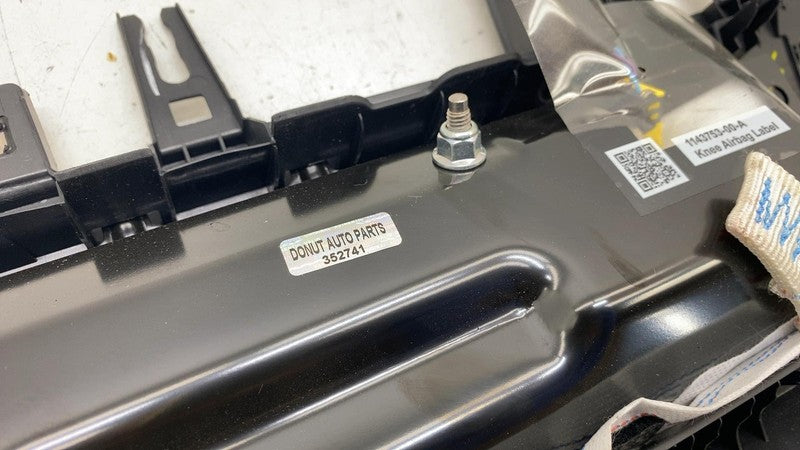 DONUT AUTO PARTS
352741
1143753-00-A
Knee Airbag Label